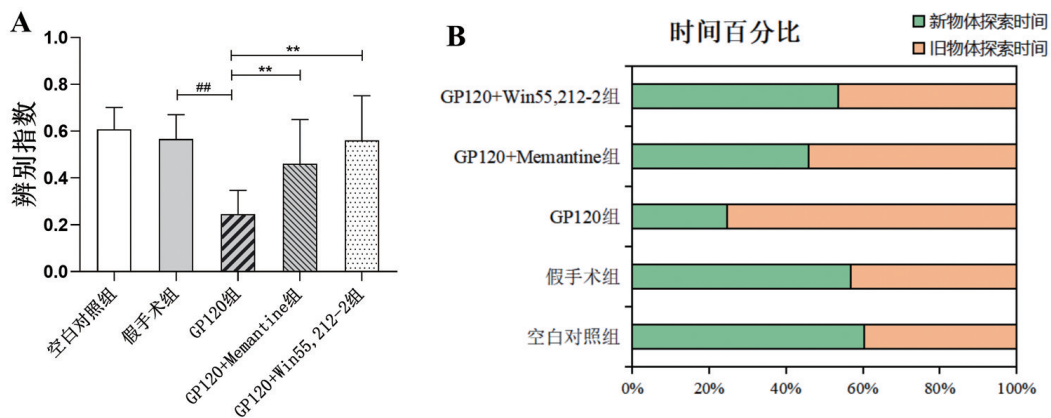 A
辨别指数
1.0
0.8
0.6
0.4
0.2
0.0
**
**
##
空白对照组
假手术组
GP120组
GP120+Memantine组
GP120+Win55,212-2组
B
时间百分比
新物体探索时间
旧物体探索时间
GP120+Win55,212-2组
GP120+Memantine组
GP120组
假手术组
空白对照组
0% 20% 40% 60% 80% 100%